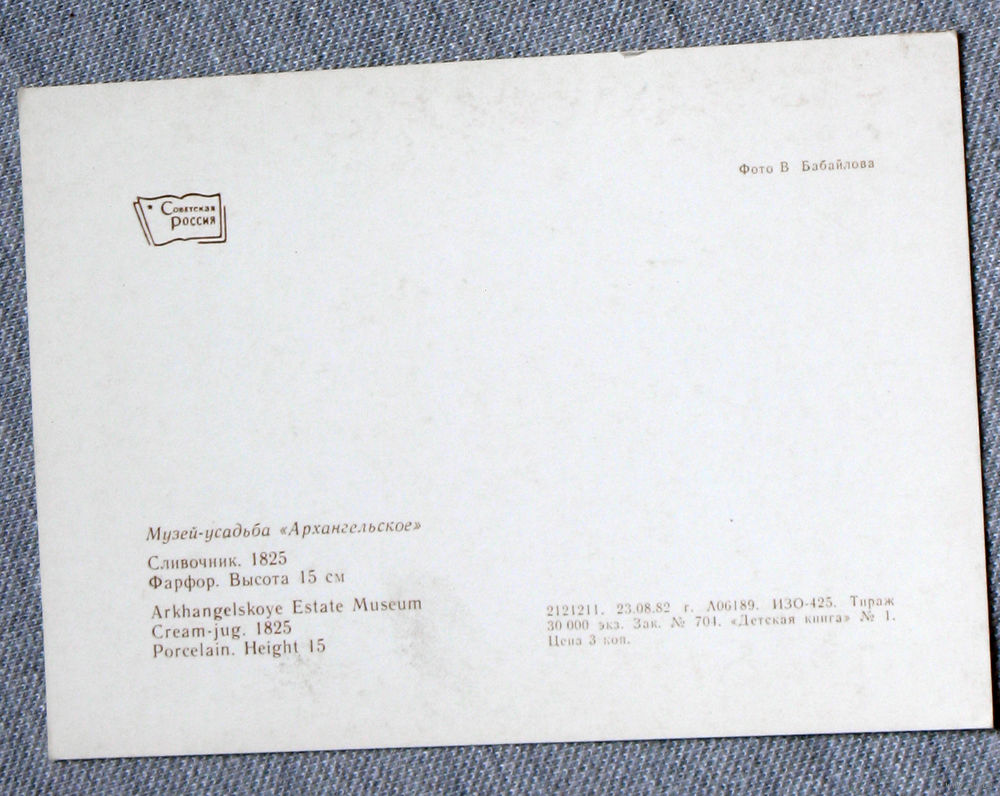 Фото В Бабайлова
Советская
Россия
Музей-усадьба «Архангельское»
Сливочник. 1825
Фарфор. Высота 15 см
Arkhangelskoye Estate Museum
Cream-jug. 1825
Porcelain. Height 15
2121211. 23.08.82 г. Л06189. ИЗО-425. Тираж
30 000 экз. Зак. № 704. «Детская книга» № 1.
Цена 3 коп.